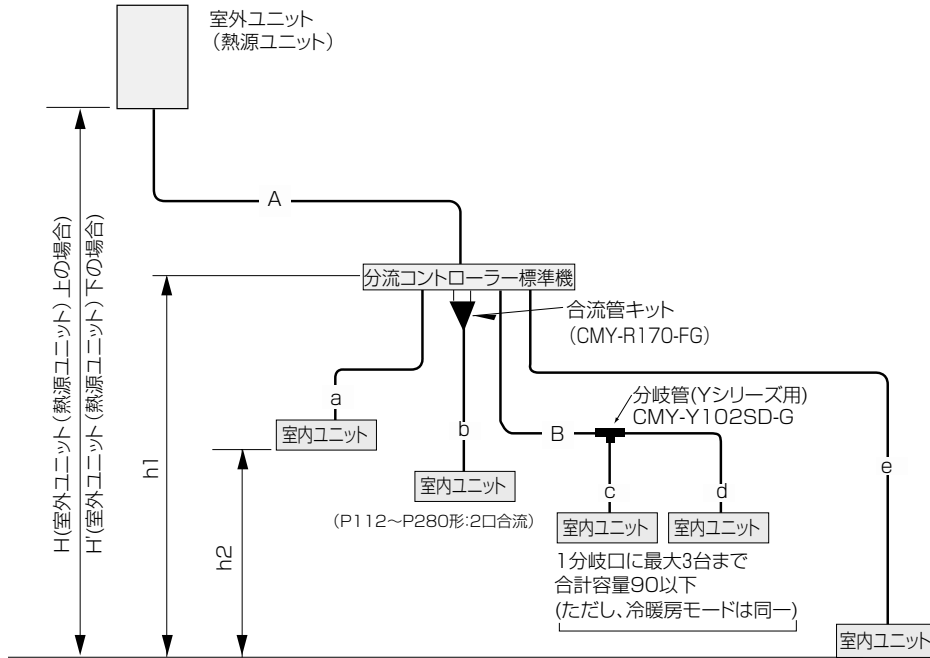 室外ユニット
（熱源ユニット）
A
H(室外ユニット（熱源ユニット）上の場合)
H'(室外ユニット（熱源ユニット）下の場合)
h1
分流コントローラー標準機
合流管キット
(CMY-R170-FG)
a
室内ユニット
h2
b
室内ユニット
(P112～P280形:2口合流)
B
分岐管(Yシリーズ用)
CMY-Y102SD-G
c
d
室内ユニット
室内ユニット
1分岐口に最大3台まで
合計容量90以下
(ただし、冷暖房モードは同一)
e
室内ユニット